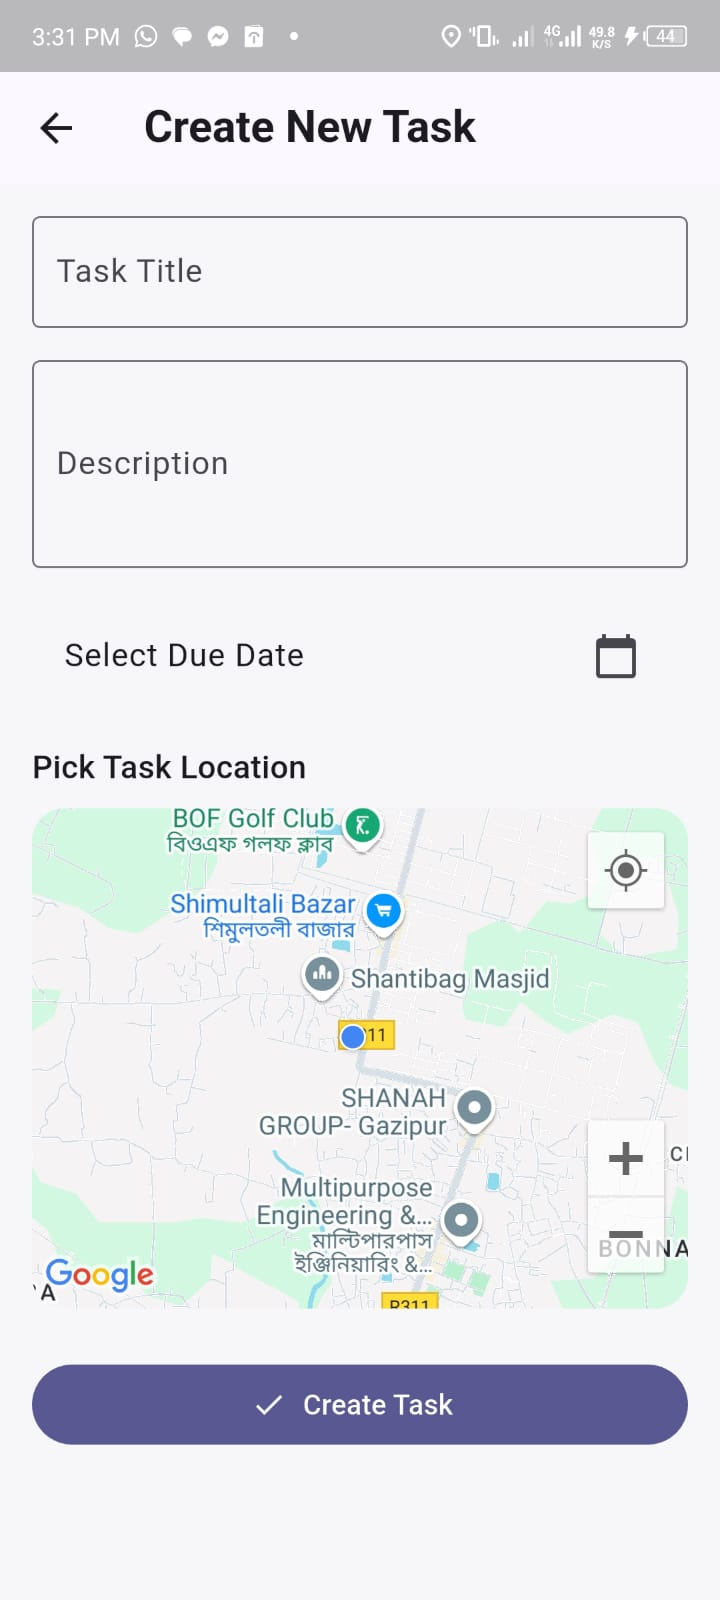 3:31 PM
4G 49.8 K/S 44
Create New Task
Task Title
Description
Select Due Date
Pick Task Location
BOF Golf Club
বিওএফ গলফ ক্লাব
Shimultali Bazar
শিমুলতলী বাজার
Shantibag Masjid
11
SHANAH
GROUP- Gazipur
Multipurpose
Engineering &...
মাল্টিপারপাস
ইঞ্জিনিয়ারিং &...
BONNA
Google
A
R311
Create Task